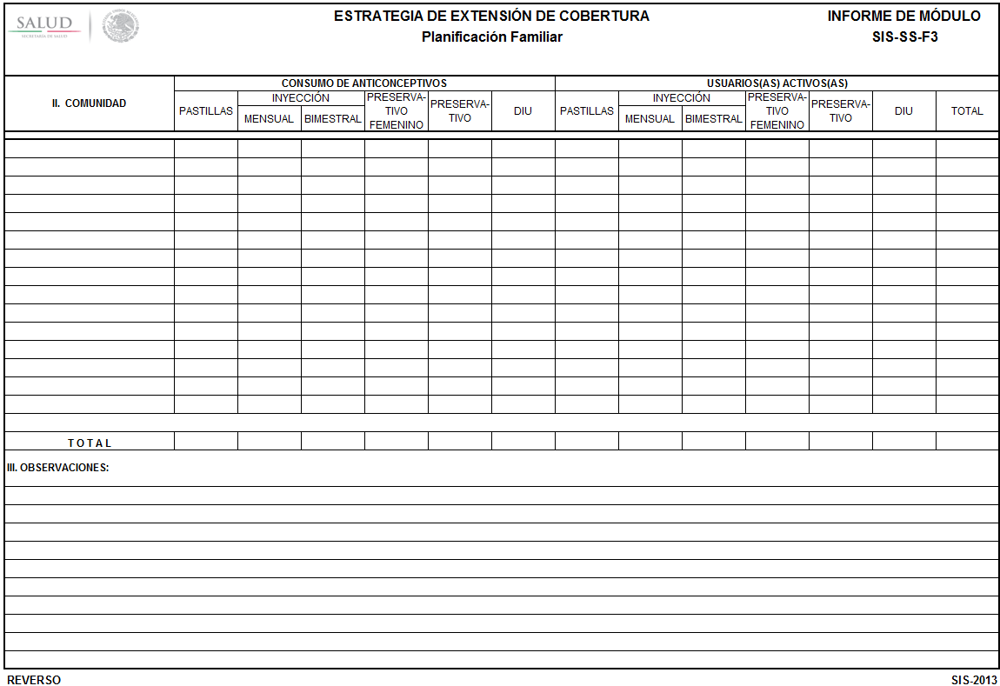 SALUD
SECRETARÍA DE SALUD
ESTRATEGIA DE EXTENSIÓN DE COBERTURA
Planificación Familiar
INFORME DE MÓDULO
SIS-SS-F3
II. COMUNIDAD
CONSUMO DE ANTICONCEPTIVOS
PASTILLAS
INYECCIÓN
MENSUAL
BIMESTRAL
PRESERVA-
TIVO
FEMENINO
PRESERVA-
TIVO
DIU
USUARIOS(AS) ACTIVOS(AS)
PASTILLAS
INYECCIÓN
MENSUAL
BIMESTRAL
PRESERVA-
TIVO
FEMENINO
PRESERVA-
TIVO
DIU
TOTAL
T O T A L
III. OBSERVACIONES:
REVERSO
SIS-2013